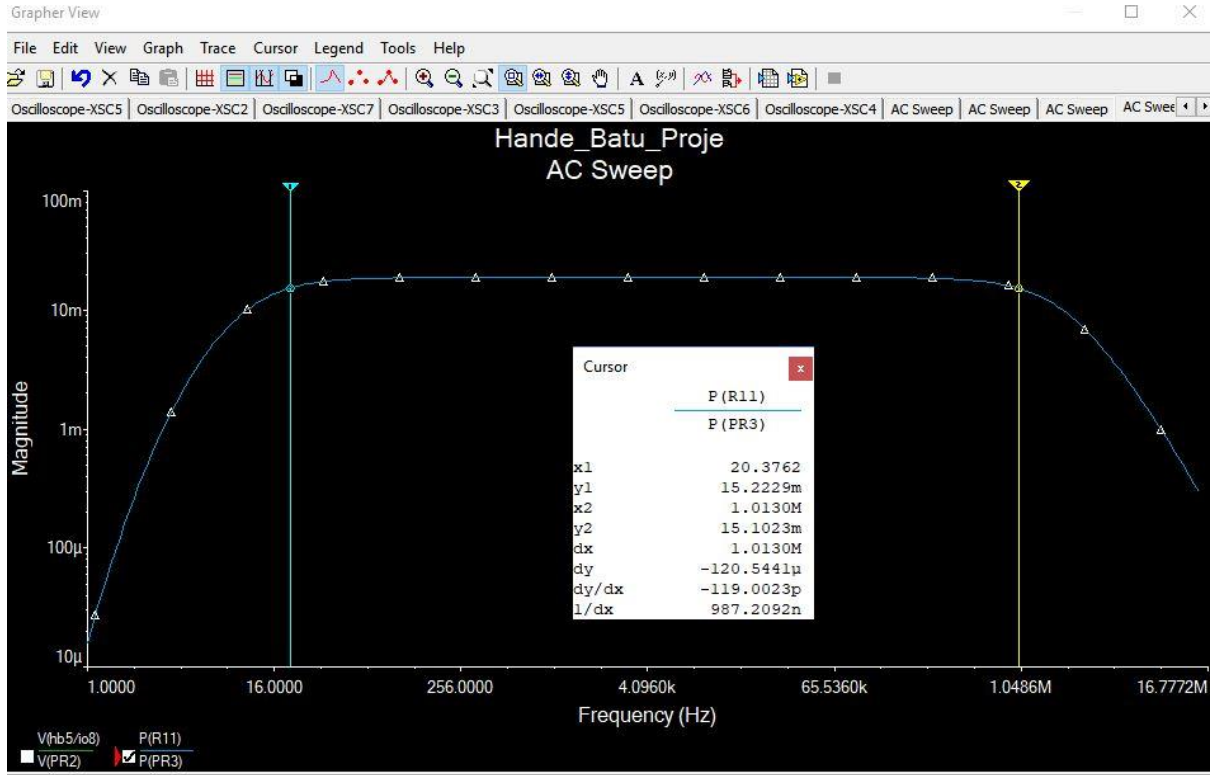 Grapher View
File Edit View Graph Trace Cursor Legend Tools Help
A
Oscilloscope-XSC5 Oscilloscope-XSC2 Oscilloscope-XSC7 Oscilloscope-XSC3 Oscilloscope-XSC5 Oscilloscope-XSC6 Oscilloscope-XSC4 AC Sweep AC Sweep AC Sweep AC Swee
Hande_Batu_Proje
AC Sweep
1 2
100m
10m
1m
100µ
10µ
Magnitude
Cursor x
P(R11)
P(PR3)
x1 20.3762
y1 15.2229m
x2 1.0130M
y2 15.1023m
dx 1.0130M
dy -120.5441µ
dy/dx -119.0023p
1/dx 987.2092n
1.0000 16.0000 256.0000 4.0960k 65.5360k 1.0486M 16.7772M
Frequency (Hz)
V(hb5/io8) P(R11)
V(PR2) P(PR3)